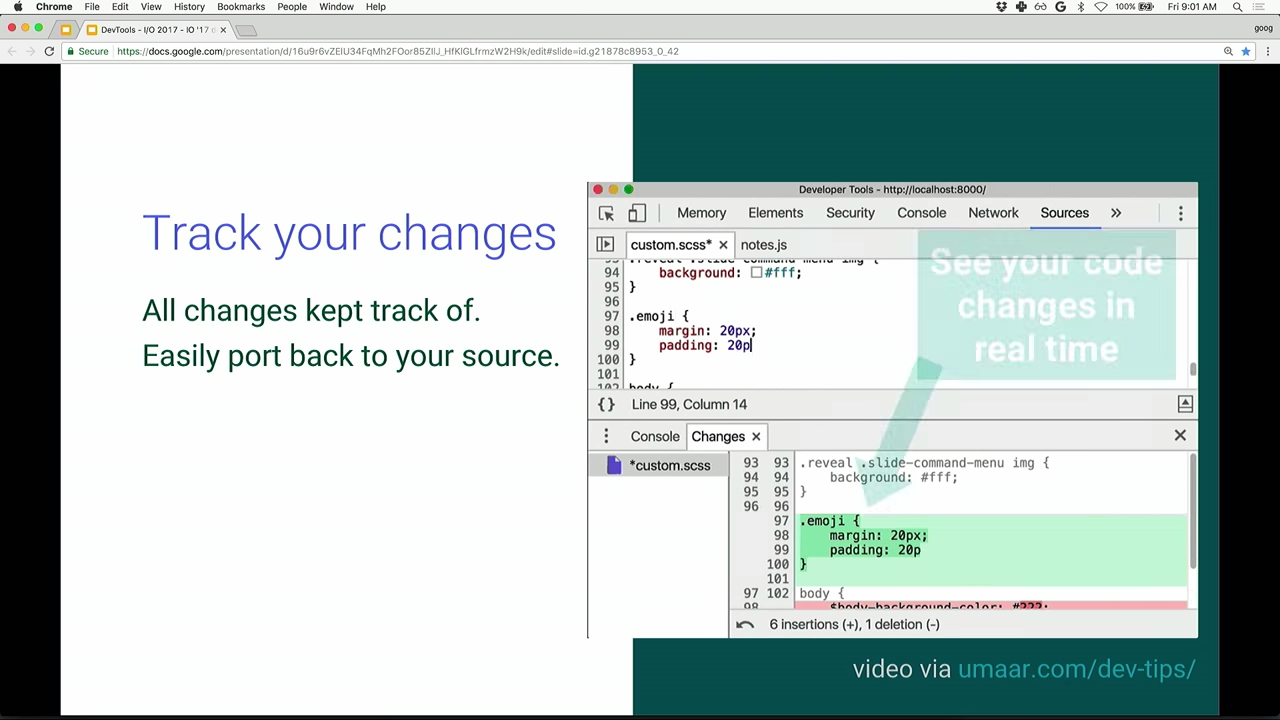 Chrome File Edit View History Bookmarks People Window Help 100% Fri 9:01 AM
DevTools - I/O 2017 - IO '17 d goog
Secure https://docs.google.com/presentation/d/16u9r6vZEIU34FqMh2FOor85ZIIJ_HfKIGLfrmzW2H9k/edit#slide=id.g21878c8953_0_42
Track your changes
All changes kept track of.
Easily port back to your source.
Developer Tools - http://localhost:8000/
Memory Elements Security Console Network Sources »
custom.scss* × notes.js
93 .reveal .slide-command-menu img {
94 background: #fff;
95 }
96
97 .emoji {
98 margin: 20px;
99 padding: 20p
100 }
101
102 body {
See your code
changes in
real time
{} Line 99, Column 14
Console Changes ×
*custom.scss
93 93 .reveal .slide-command-menu img {
94 94 background: #fff;
95 95 }
96 96
97 .emoji {
98 margin: 20px;
99 padding: 20p
100 }
101
97 102 body {
98 $body-background-color: #222;
6 insertions (+), 1 deletion (-)
video via umaar.com/dev-tips/